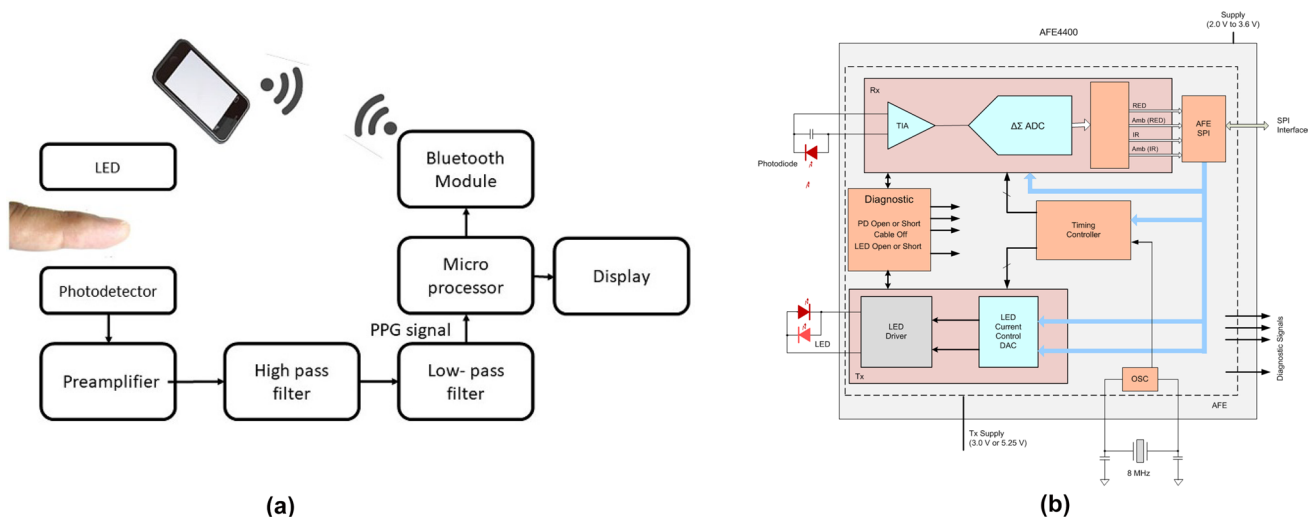 LED
Photodetector
Preamplifier
High pass
filter
Low- pass
filter
PPG signal
Micro
processor
Bluetooth
Module
Display
(a)
Supply
(2.0 V to 3.6 V)
AFE4400
Rx
TIA
ΔΣ ADC
RED
Amb (RED)
IR
Amb (IR)
AFE
SPI
SPI
Interface
Photodiode
Diagnostic
PD Open or Short
Cable Off
LED Open or Short
Timing
Controller
LED
LED
Driver
LED
Current
Control
DAC
Tx
Diagnostic Signals
OSC
AFE
Tx Supply
(3.0 V or 5.25 V)
8 MHz
(b)